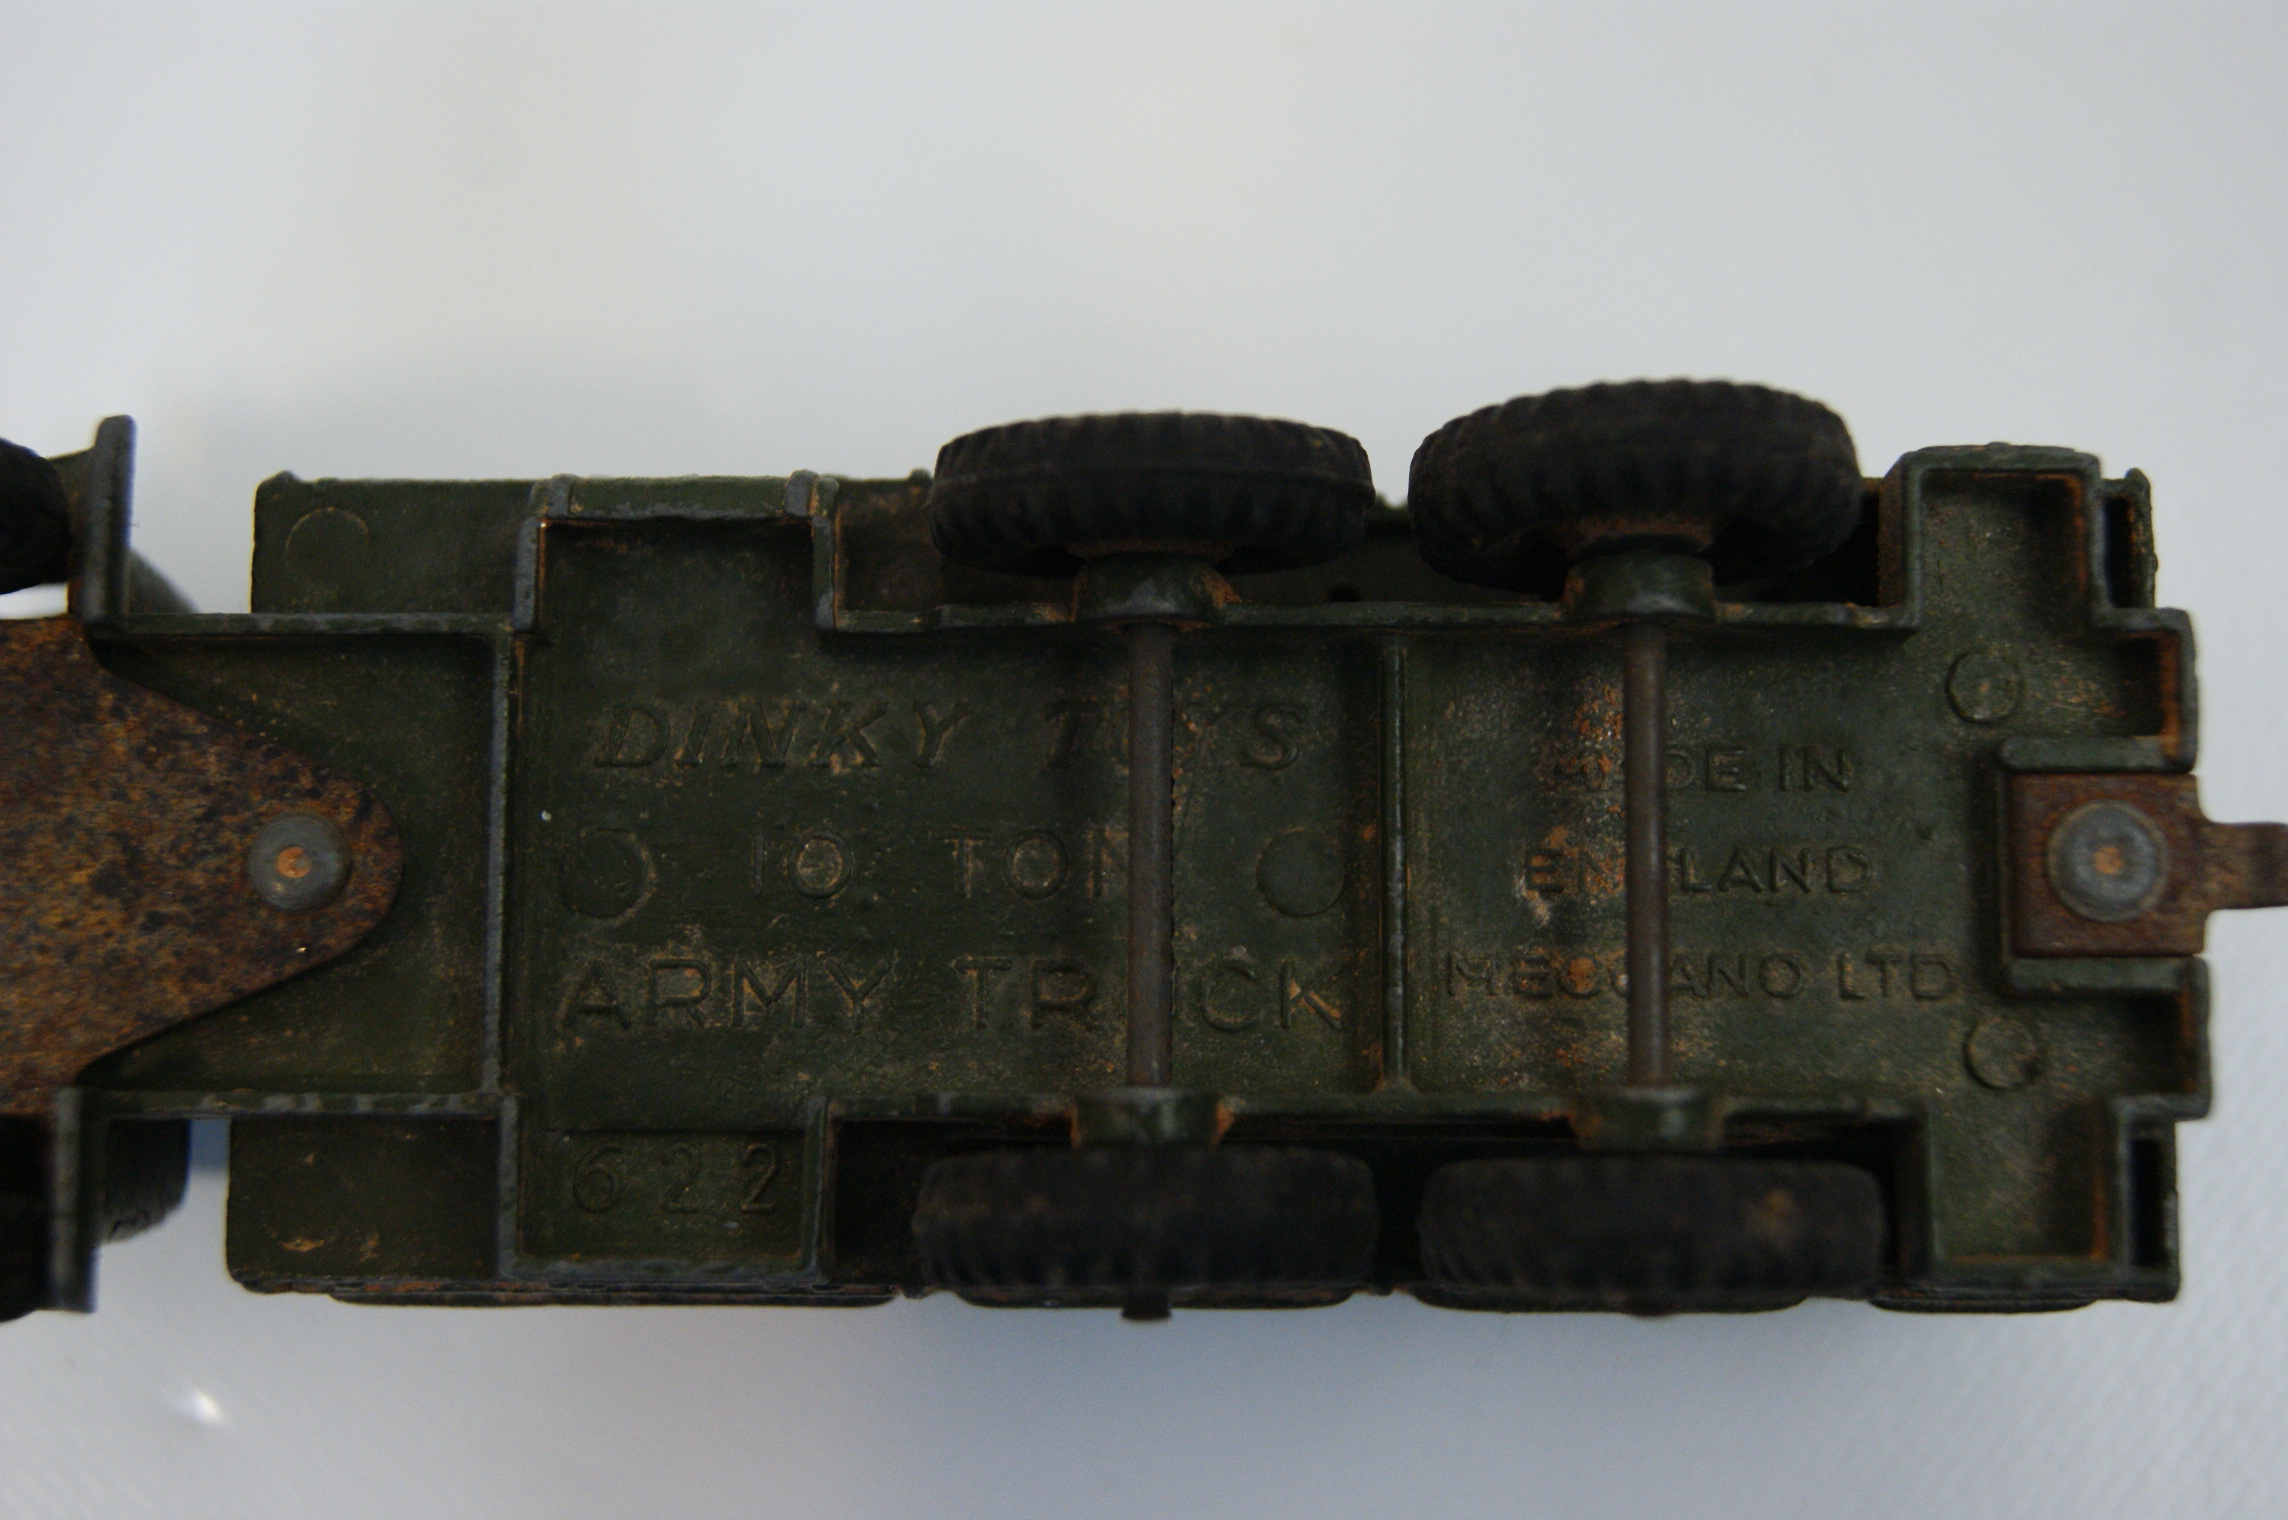 DINKY TOYS
10 TON
ARMY TRUCK
622
MADE IN
ENGLAND
MECCANO LTD